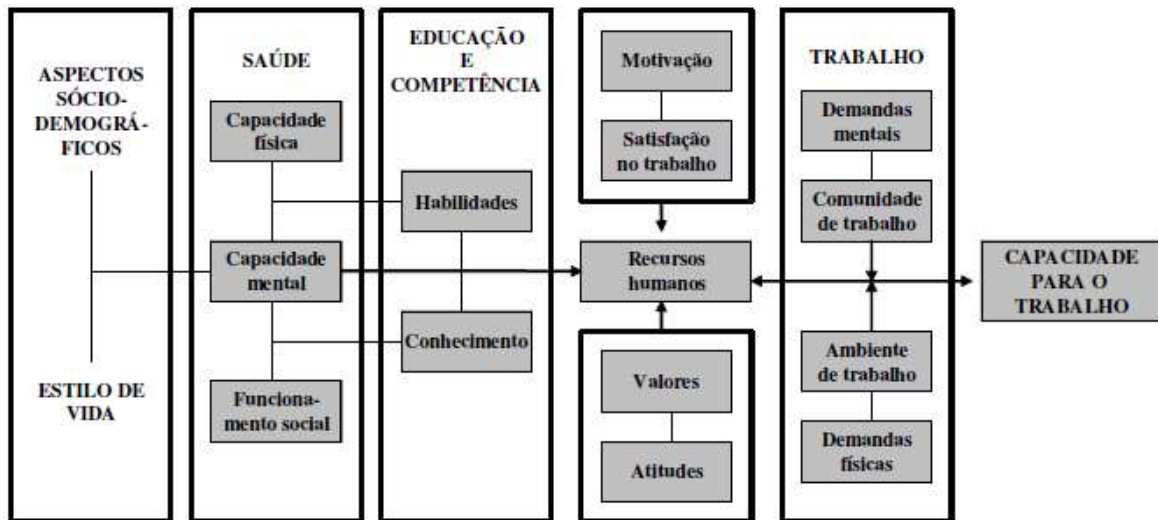 ASPECTOS
SÓCIO-
DEMOGRÁ-
FICOS
ESTILO DE
VIDA
SAÚDE
Capacidade
física
Capacidade
mental
Funciona-
mento social
EDUCAÇÃO
E
COMPETÊNCIA
Habilidades
Conhecimento
Motivação
Satisfação
no trabalho
Recursos
humanos
Valores
Atitudes
TRABALHO
Demandas
mentais
Comunidade
de trabalho
Ambiente
de trabalho
Demandas
físicas
CAPACIDADE
PARA O
TRABALHO